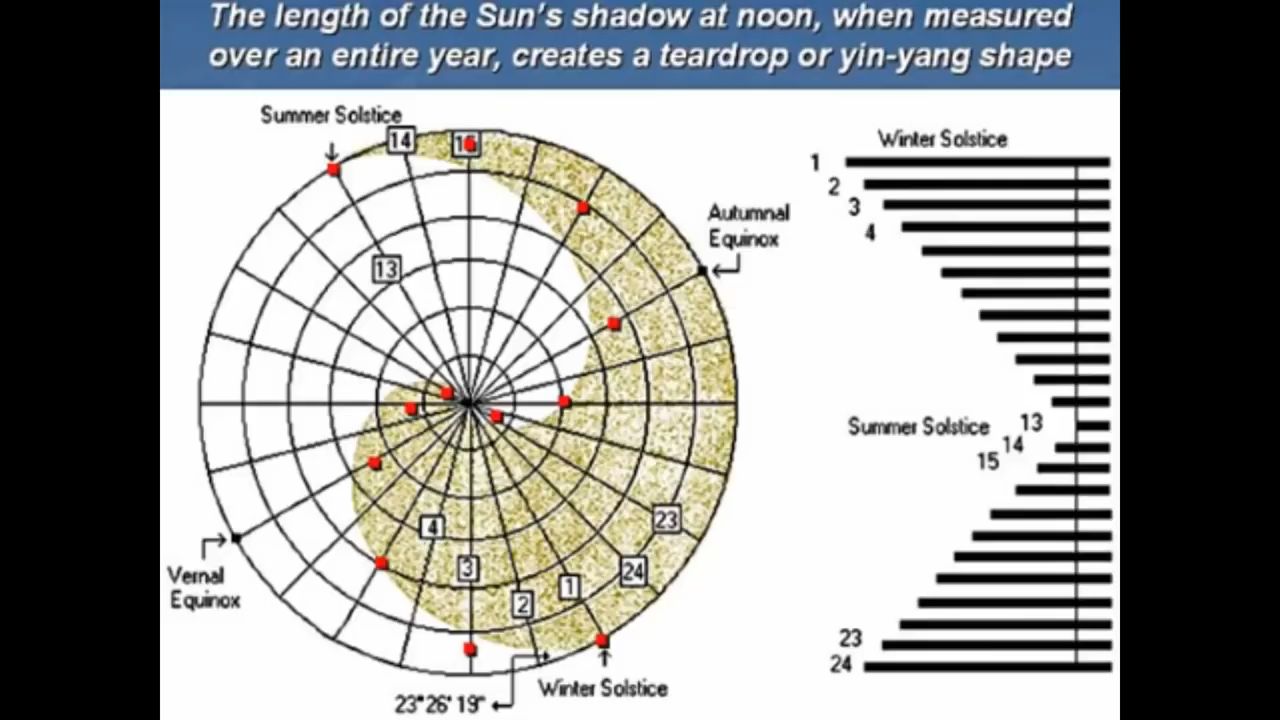 The length of the Sun's shadow at noon, when measured
over an entire year, creates a teardrop or yin-yang shape
Summer Solstice
14
13
Autumnal
Equinox
4
3
2
1
24
23
Vernal
Equinox
23° 26' 19"
Winter Solstice
Winter Solstice
1
2
3
4
Summer Solstice
13
14
15
23
24